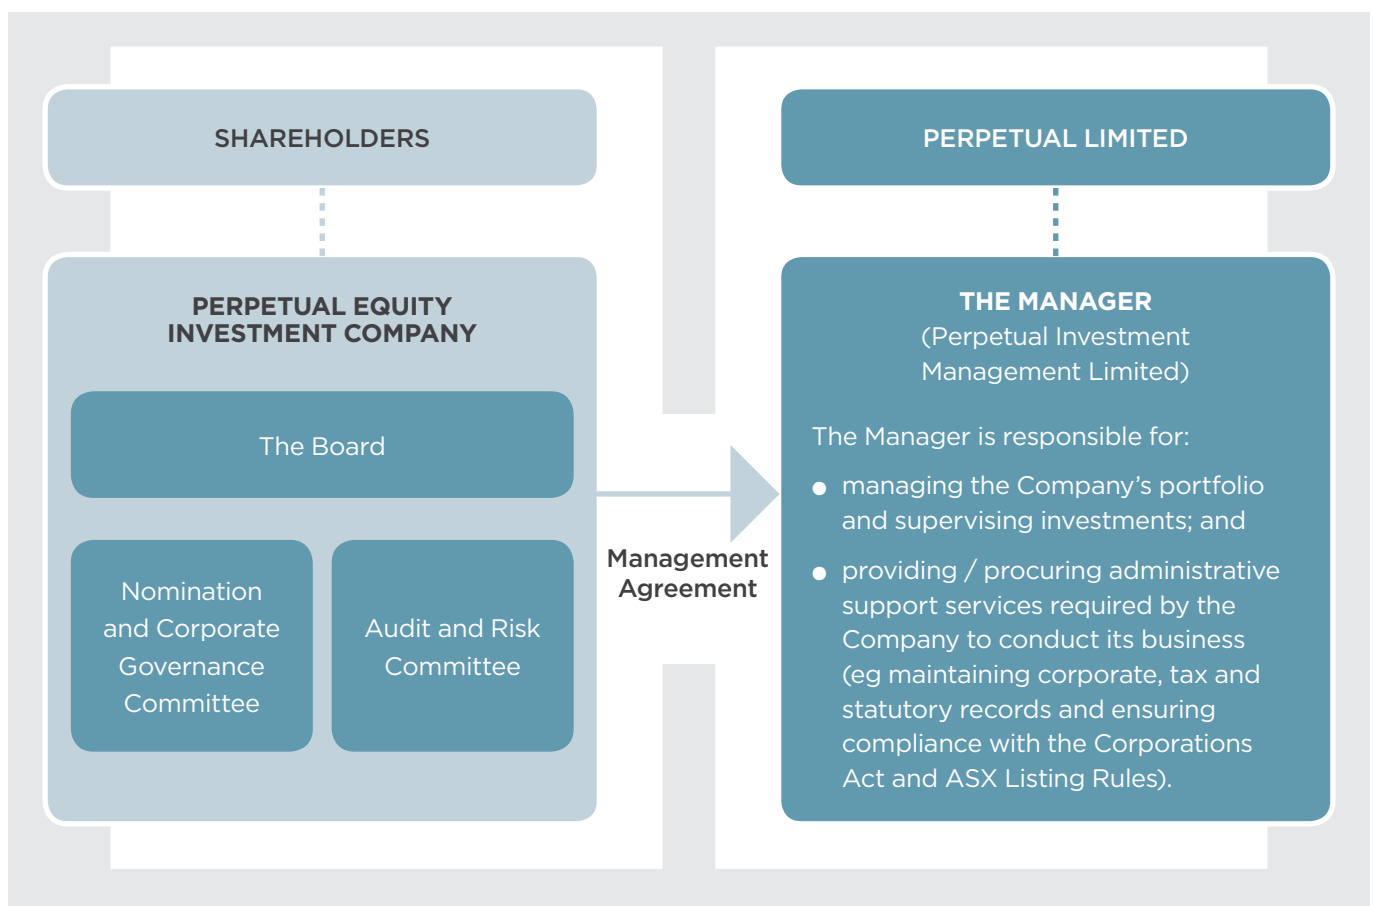 SHAREHOLDERS
PERPETUAL EQUITY
INVESTMENT COMPANY
The Board
Nomination
and Corporate
Governance
Committee
Audit and Risk
Committee
Management
Agreement
PERPETUAL LIMITED
THE MANAGER
(Perpetual Investment
Management Limited)
The Manager is responsible for:
● managing the Company’s portfolio
and supervising investments; and
● providing / procuring administrative
support services required by the
Company to conduct its business
(eg maintaining corporate, tax and
statutory records and ensuring
compliance with the Corporations
Act and ASX Listing Rules).